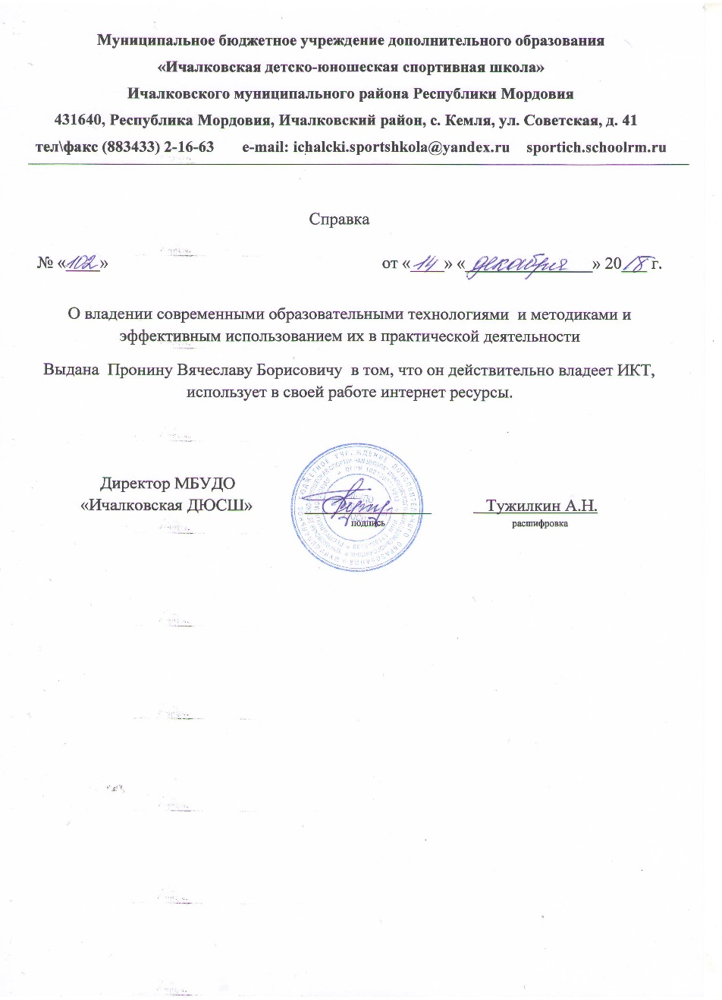 Муниципальное бюджетное учреждение дополнительного образования
«Ичалковская детско-юношеская спортивная школа»
Ичалковского муниципального района Республики Мордовия
431640, Республика Мордовия, Ичалковский район, с. Кемля, ул. Советская, д. 41
тел\факс (883433) 2-16-63 e-mail: ichalcki.sportshkola@yandex.ru sportich.schoolrm.ru
Справка
№ «102» от «14» «декабря» 2018 г.
О владении современными образовательными технологиями и методиками и
эффективным использованием их в практической деятельности
Выдана Пронину Вячеславу Борисовичу в том, что он действительно владеет ИКТ,
использует в своей работе интернет ресурсы.
Директор МБУДО
«Ичалковская ДЮСШ» Тужилкин А.Н.
подпись расшифровка